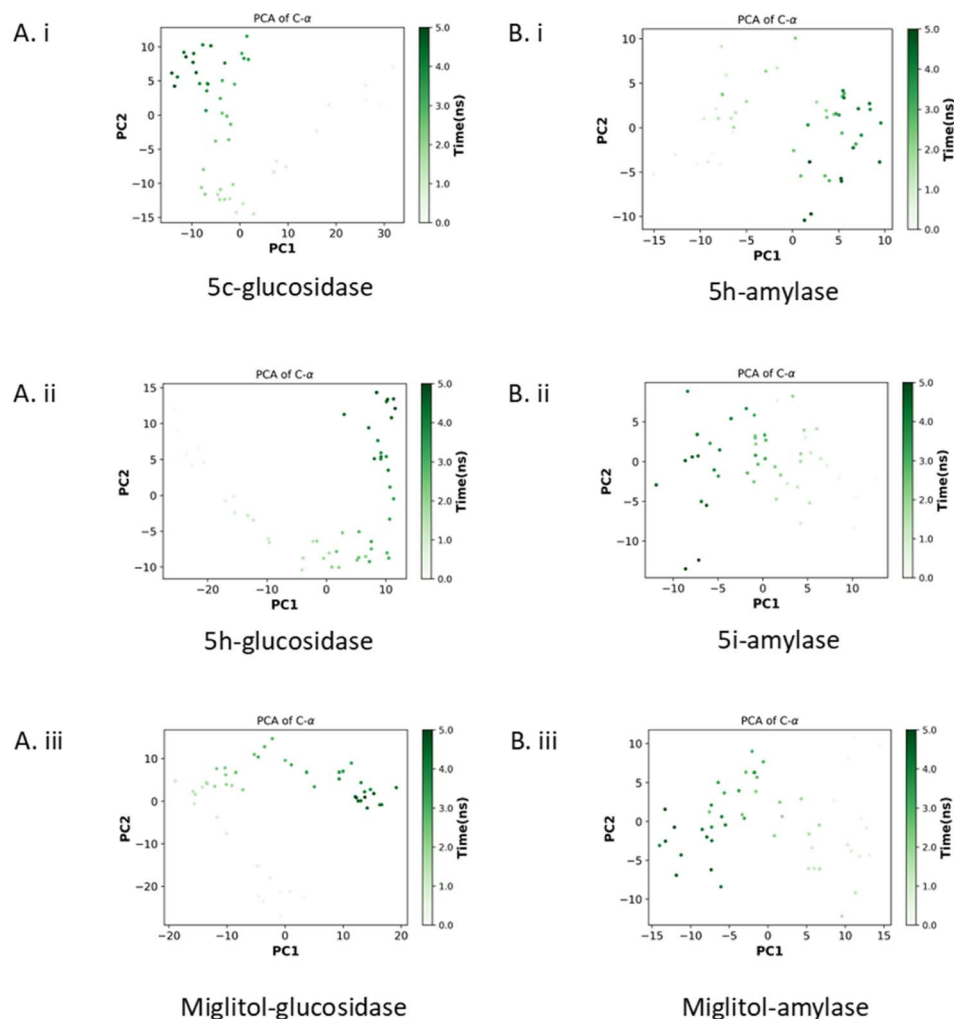 A. i
PCA of C-α
10
5
0
−5
−10
−15
PC2
−10 0 10 20 30
PC1
5.0
4.0
3.0
2.0
1.0
0.0
Time(ns)
5c-glucosidase
B. i
PCA of C-α
10
5
0
−5
−10
PC2
−15 −10 −5 0 5 10
PC1
5.0
4.0
3.0
2.0
1.0
0.0
Time(ns)
5h-amylase
A. ii
PCA of C-α
15
10
5
0
−5
−10
PC2
−20 −10 0 10
PC1
5.0
4.0
3.0
2.0
1.0
0.0
Time(ns)
5h-glucosidase
B. ii
PCA of C-α
5
0
−5
−10
PC2
−10 −5 0 5 10
PC1
5.0
4.0
3.0
2.0
1.0
0.0
Time(ns)
5i-amylase
A. iii
PCA of C-α
10
0
−10
−20
PC2
−20 −10 0 10 20
PC1
5.0
4.0
3.0
2.0
1.0
0.0
Time(ns)
Miglitol-glucosidase
B. iii
PCA of C-α
10
5
0
−5
−10
PC2
−15 −10 −5 0 5 10 15
PC1
5.0
4.0
3.0
2.0
1.0
0.0
Time(ns)
Miglitol-amylase